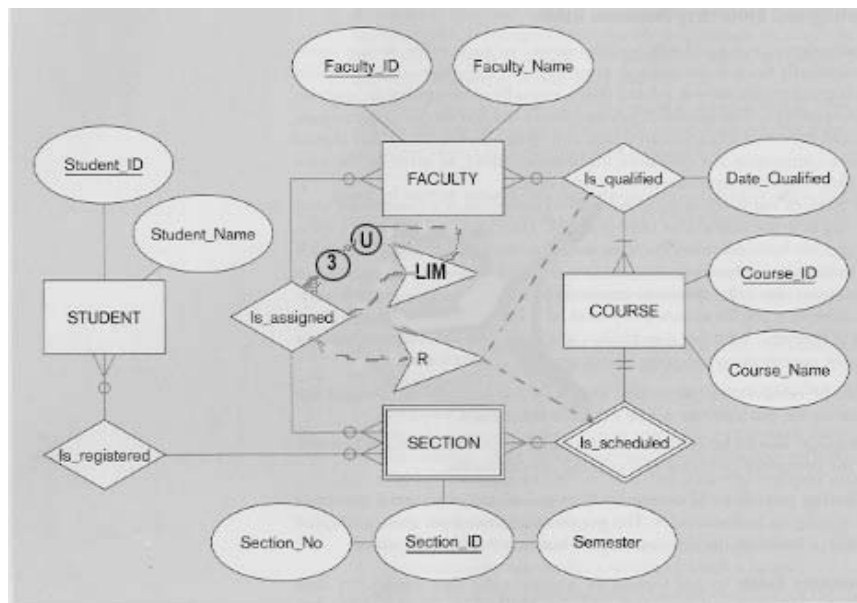 Faculty_ID
Faculty_Name
Student_ID
FACULTY
Is_qualified
Date_Qualified
Student_Name
U
3
LIM
Course_ID
STUDENT
Is_assigned
COURSE
R
Course_Name
Is_registered
SECTION
Is_scheduled
Section_No
Section_ID
Semester